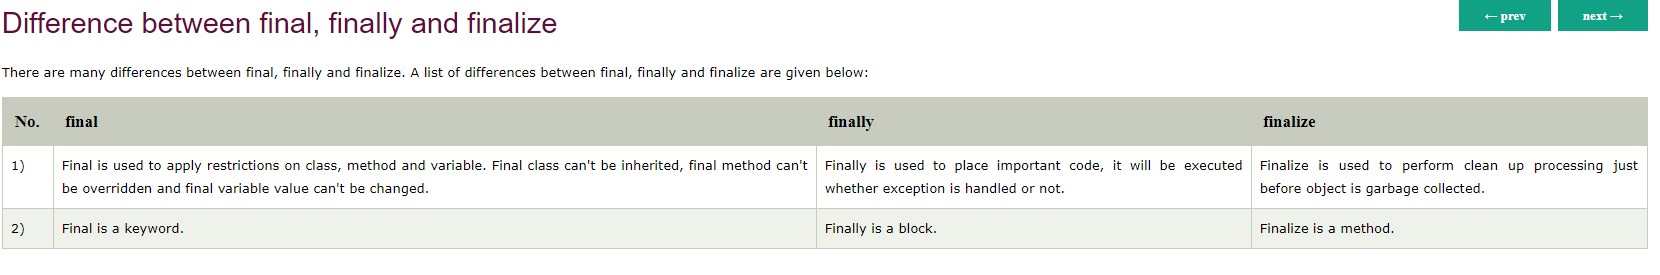 Difference between final, finally and finalize
← prev
next →
There are many differences between final, finally and finalize. A list of differences between final, finally and finalize are given below:
No.
final
finally
finalize
1)
Final is used to apply restrictions on class, method and variable. Final class can't be inherited, final method can't
be overridden and final variable value can't be changed.
Finally is used to place important code, it will be executed
whether exception is handled or not.
Finalize is used to perform clean up processing just
before object is garbage collected.
2)
Final is a keyword.
Finally is a block.
Finalize is a method.